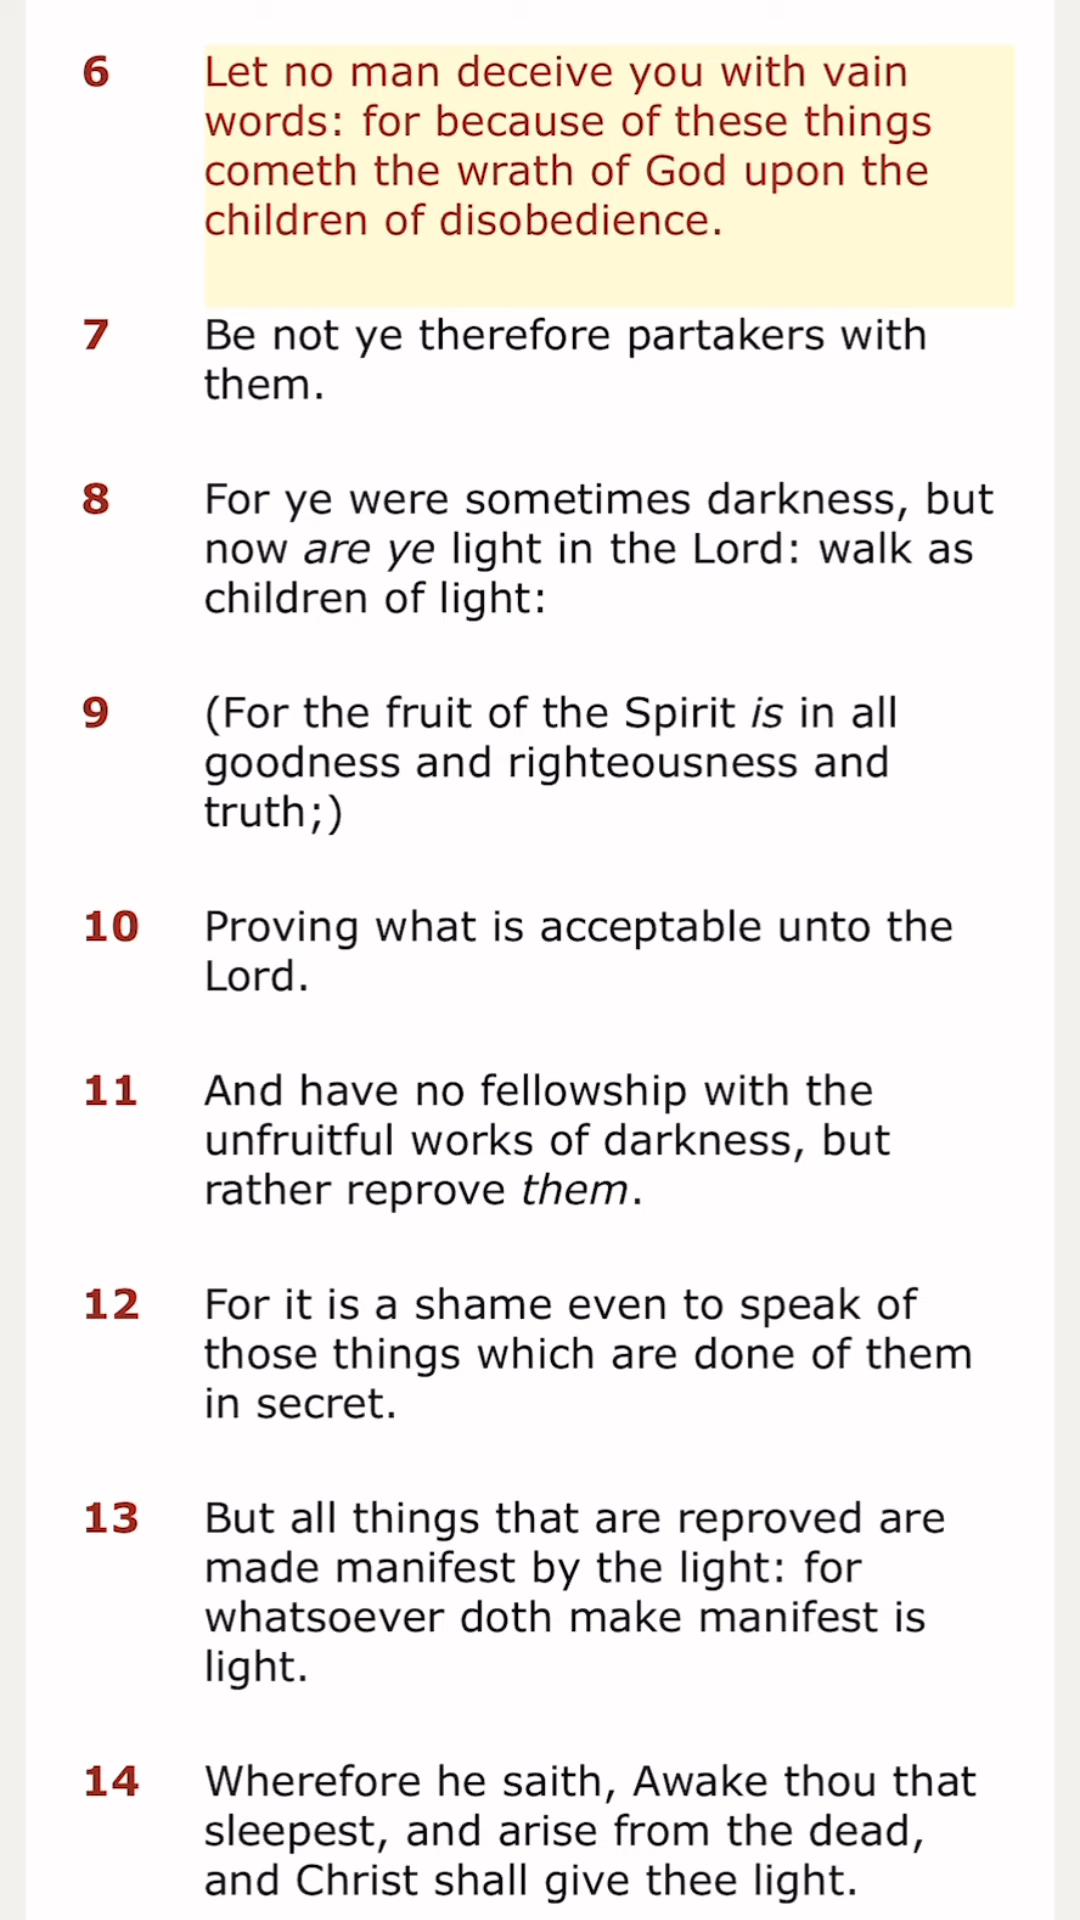 6 Let no man deceive you with vain
words: for because of these things
cometh the wrath of God upon the
children of disobedience.
7 Be not ye therefore partakers with
them.
8 For ye were sometimes darkness, but
now are ye light in the Lord: walk as
children of light:
9 (For the fruit of the Spirit is in all
goodness and righteousness and
truth;)
10 Proving what is acceptable unto the
Lord.
11 And have no fellowship with the
unfruitful works of darkness, but
rather reprove them.
12 For it is a shame even to speak of
those things which are done of them
in secret.
13 But all things that are reproved are
made manifest by the light: for
whatsoever doth make manifest is
light.
14 Wherefore he saith, Awake thou that
sleepest, and arise from the dead,
and Christ shall give thee light.